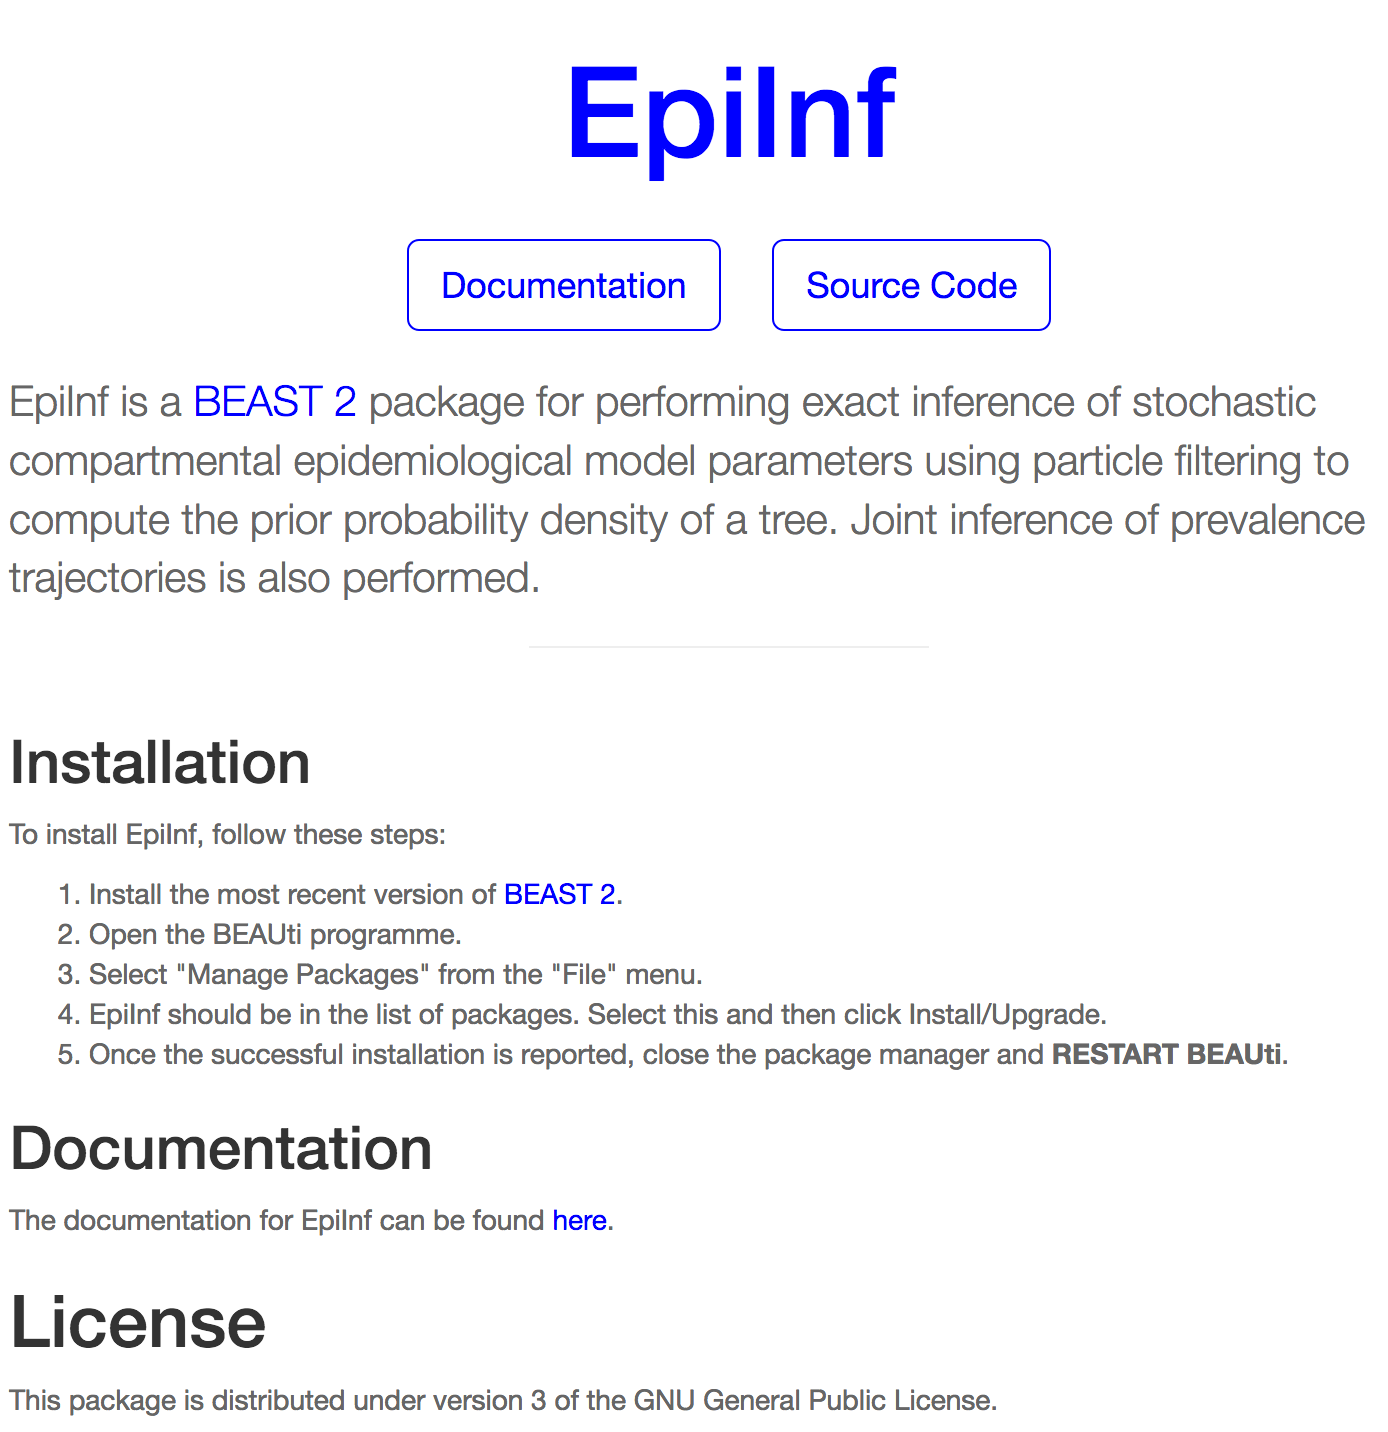 EpiInf
Documentation
Source Code
EpiInf is a BEAST 2 package for performing exact inference of stochastic
compartmental epidemiological model parameters using particle filtering to
compute the prior probability density of a tree. Joint inference of prevalence
trajectories is also performed.
Installation
To install EpiInf, follow these steps:
1. Install the most recent version of BEAST 2.
2. Open the BEAUti programme.
3. Select "Manage Packages" from the "File" menu.
4. EpiInf should be in the list of packages. Select this and then click Install/Upgrade.
5. Once the successful installation is reported, close the package manager and RESTART BEAUti.
Documentation
The documentation for EpiInf can be found here.
License
This package is distributed under version 3 of the GNU General Public License.